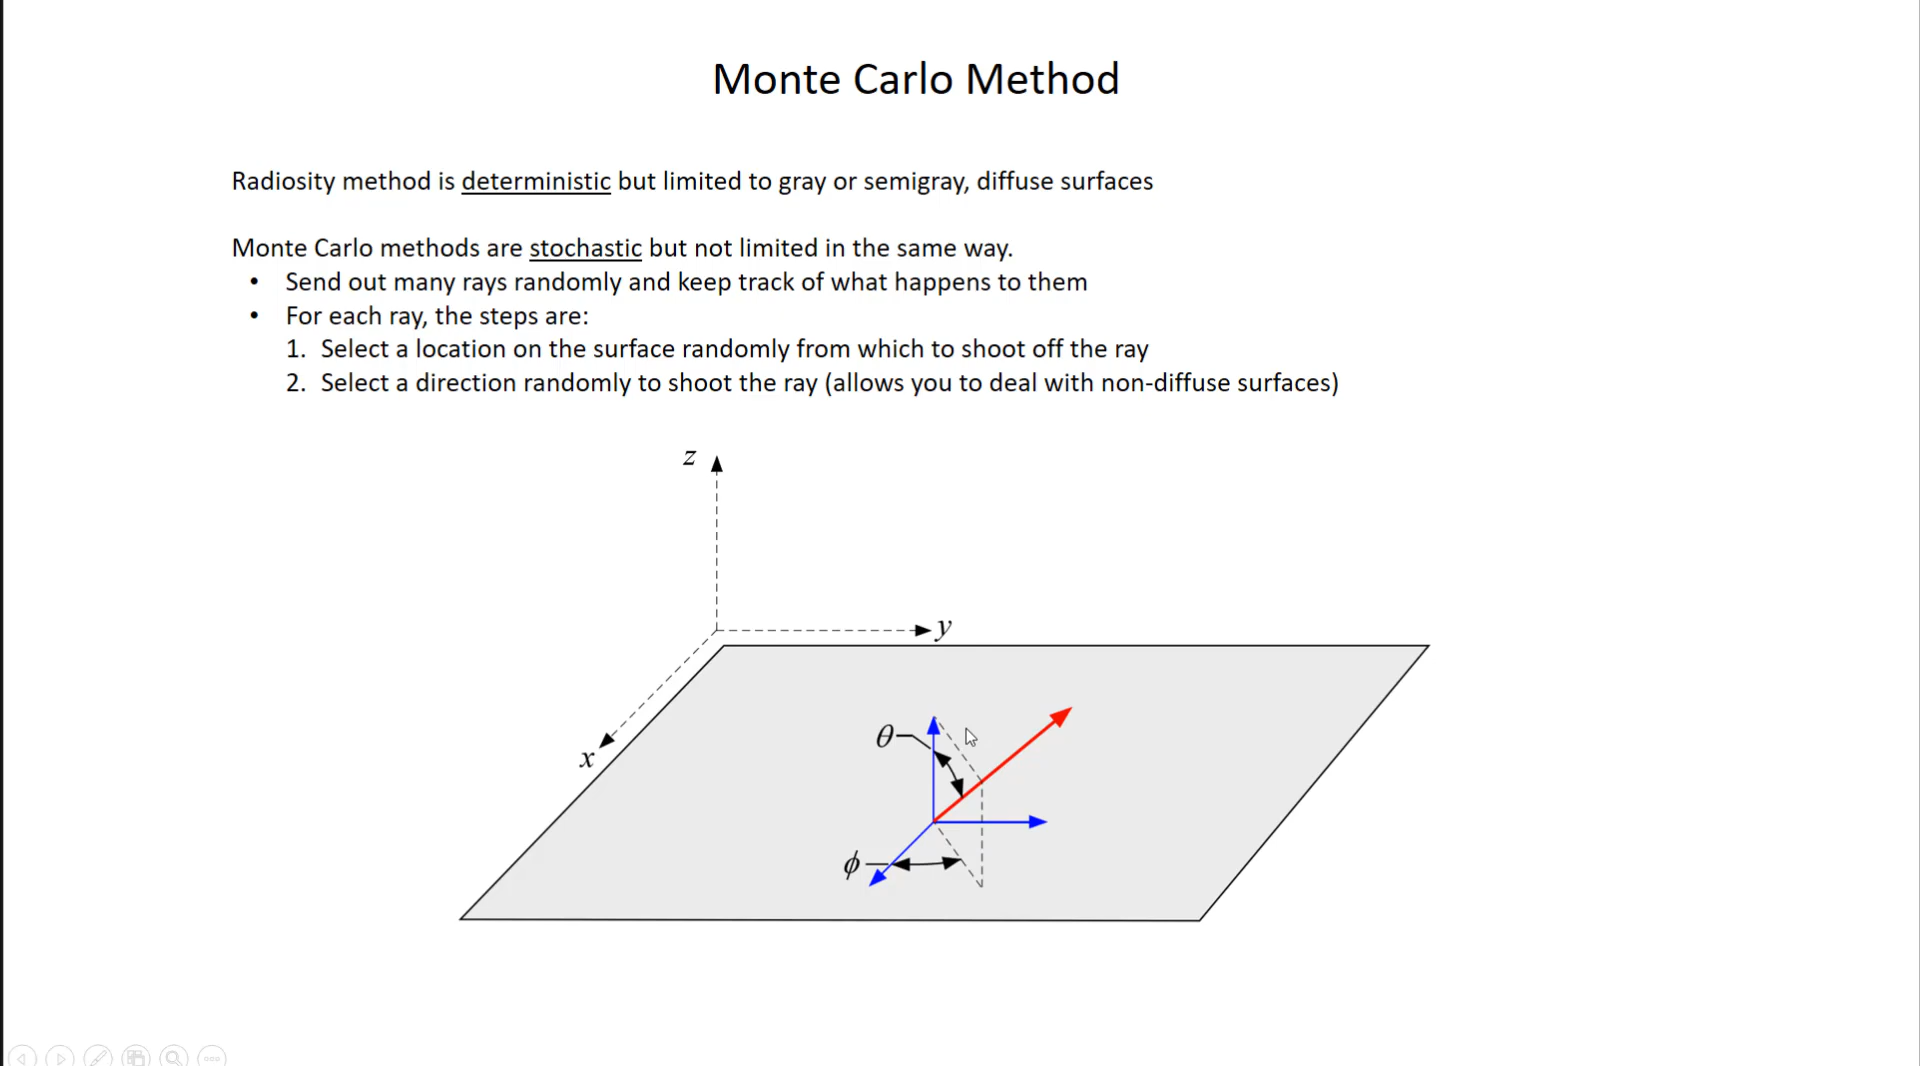 Monte Carlo Method
Radiosity method is deterministic but limited to gray or semigray, diffuse surfaces
Monte Carlo methods are stochastic but not limited in the same way.
• Send out many rays randomly and keep track of what happens to them
• For each ray, the steps are:
1. Select a location on the surface randomly from which to shoot off the ray
2. Select a direction randomly to shoot the ray (allows you to deal with non-diffuse surfaces)
z
y
x
θ
ϕ